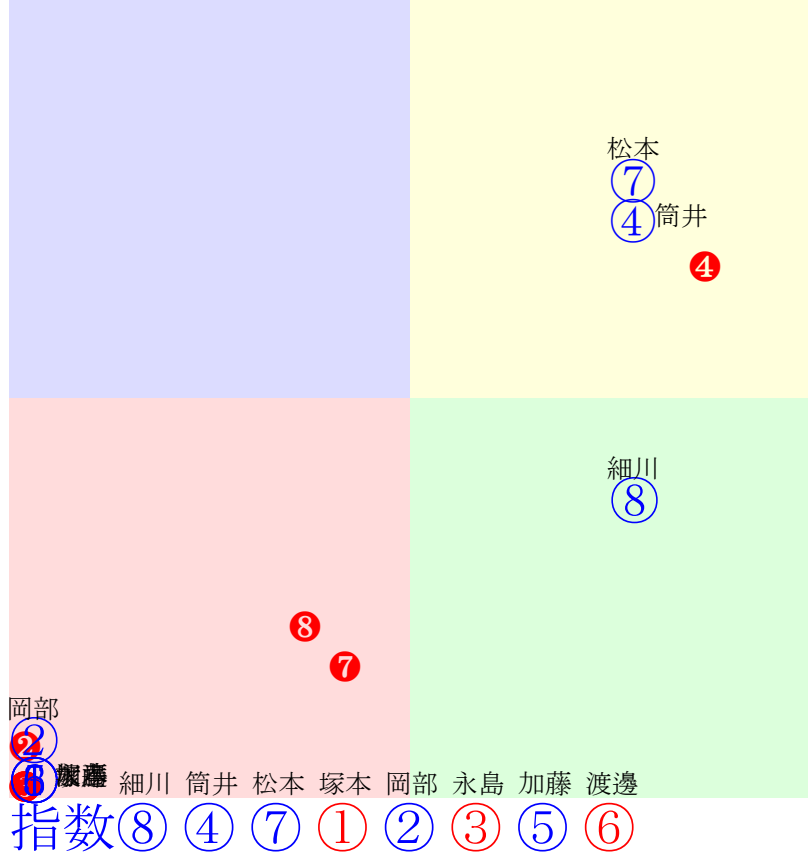 松本
⑦
④筒井
❹
細川
⑧
❽
❼
岡部
②
細川 筒井 松本 塚本 岡部 永島 加藤 渡邊
指数⑧④⑦①②③⑤⑥